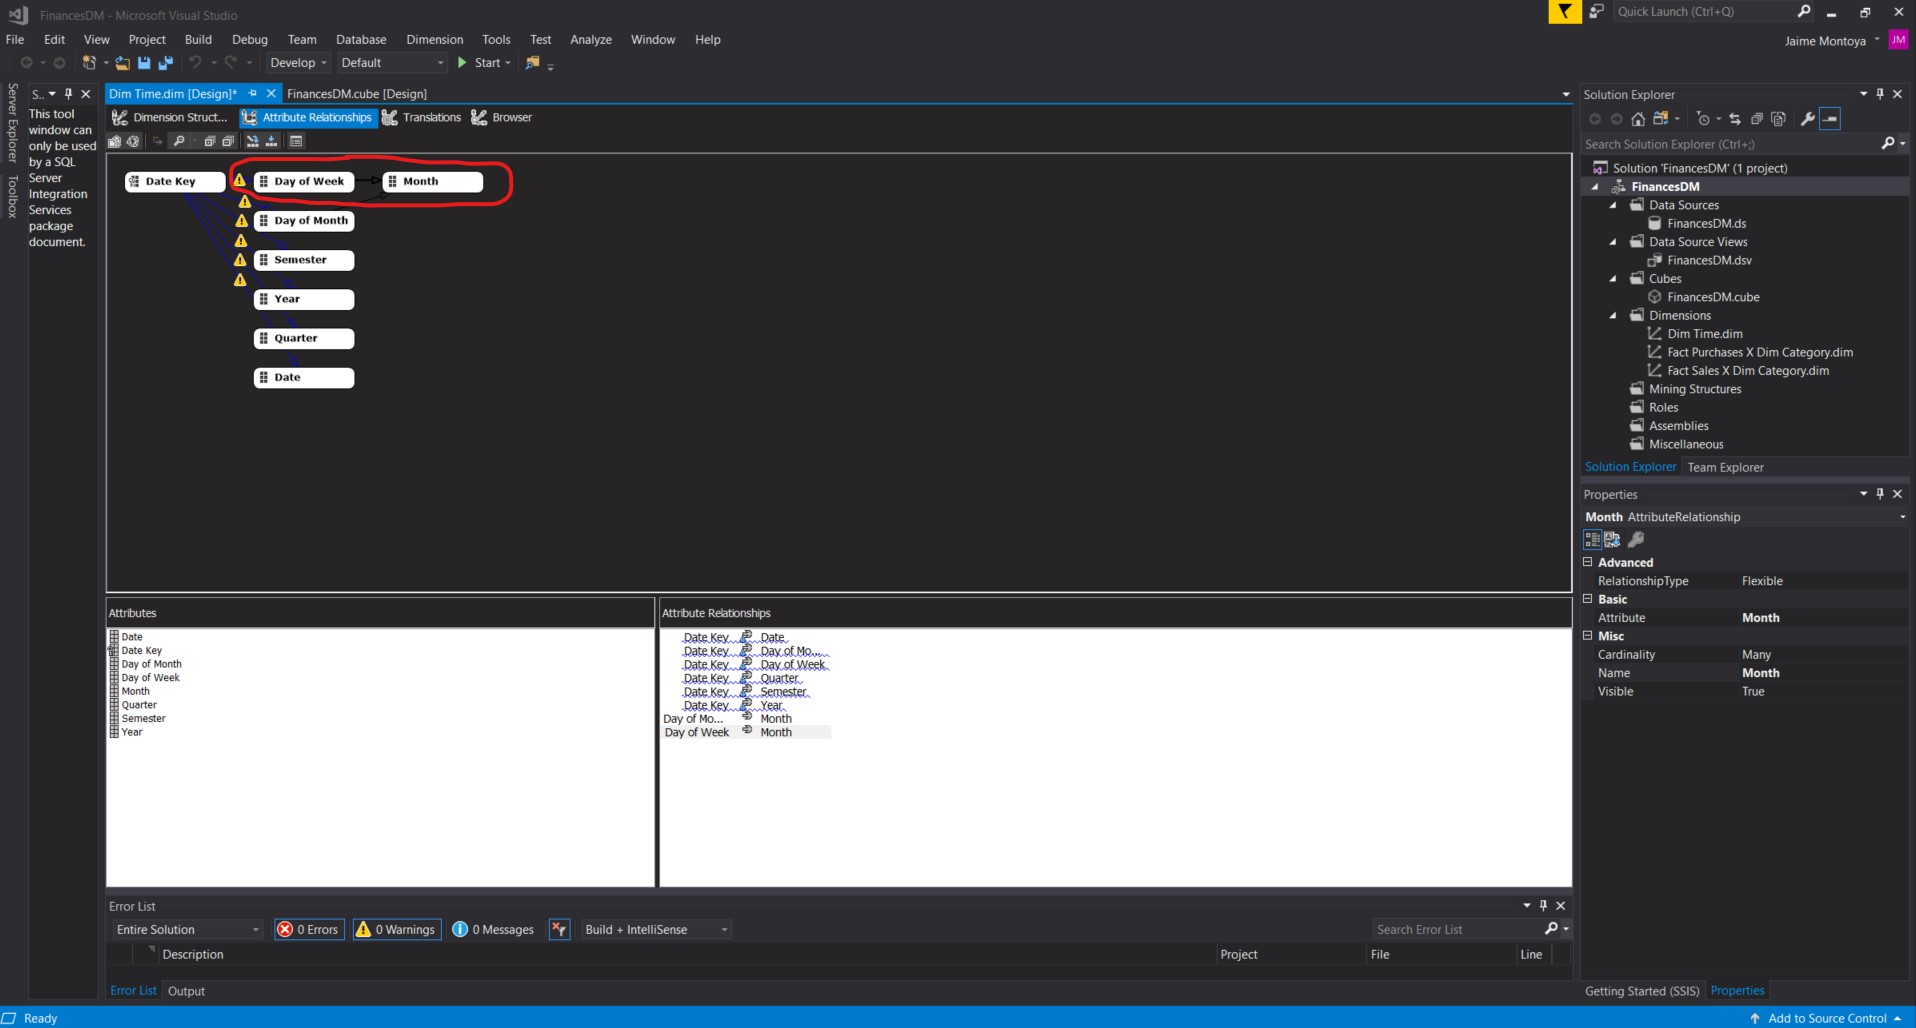 FinancesDM - Microsoft Visual Studio
Quick Launch (Ctrl+Q)
File Edit View Project Build Debug Team Database Dimension Tools Test Analyze Window Help
Jaime Montoya JM
Develop Default Start
Server Explorer
Toolbox
S..
This tool
window can
only be used
by a SQL
Server
Integration
Services
package
document.
Dim Time.dim [Design]* FinancesDM.cube [Design]
Dimension Struct... Attribute Relationships Translations Browser
Date Key Day of Week Month
Day of Month
Semester
Year
Quarter
Date
Attributes
Date
Date Key
Day of Month
Day of Week
Month
Quarter
Semester
Year
Attribute Relationships
Date Key Date
Date Key Day of Mo...
Date Key Day of Week
Date Key Quarter
Date Key Semester
Date Key Year
Day of Mo... Month
Day of Week Month
Error List
Entire Solution 0 Errors 0 Warnings 0 Messages Build + IntelliSense Search Error List
Description Project File Line
Error List Output
Solution Explorer
Search Solution Explorer (Ctrl+;)
Solution 'FinancesDM' (1 project)
FinancesDM
Data Sources
FinancesDM.ds
Data Source Views
FinancesDM.dsv
Cubes
FinancesDM.cube
Dimensions
Dim Time.dim
Fact Purchases X Dim Category.dim
Fact Sales X Dim Category.dim
Mining Structures
Roles
Assemblies
Miscellaneous
Solution Explorer Team Explorer
Properties
Month AttributeRelationship
Advanced
RelationshipType Flexible
Basic
Attribute Month
Misc
Cardinality Many
Name Month
Visible True
Getting Started (SSIS) Properties
Ready Add to Source Control